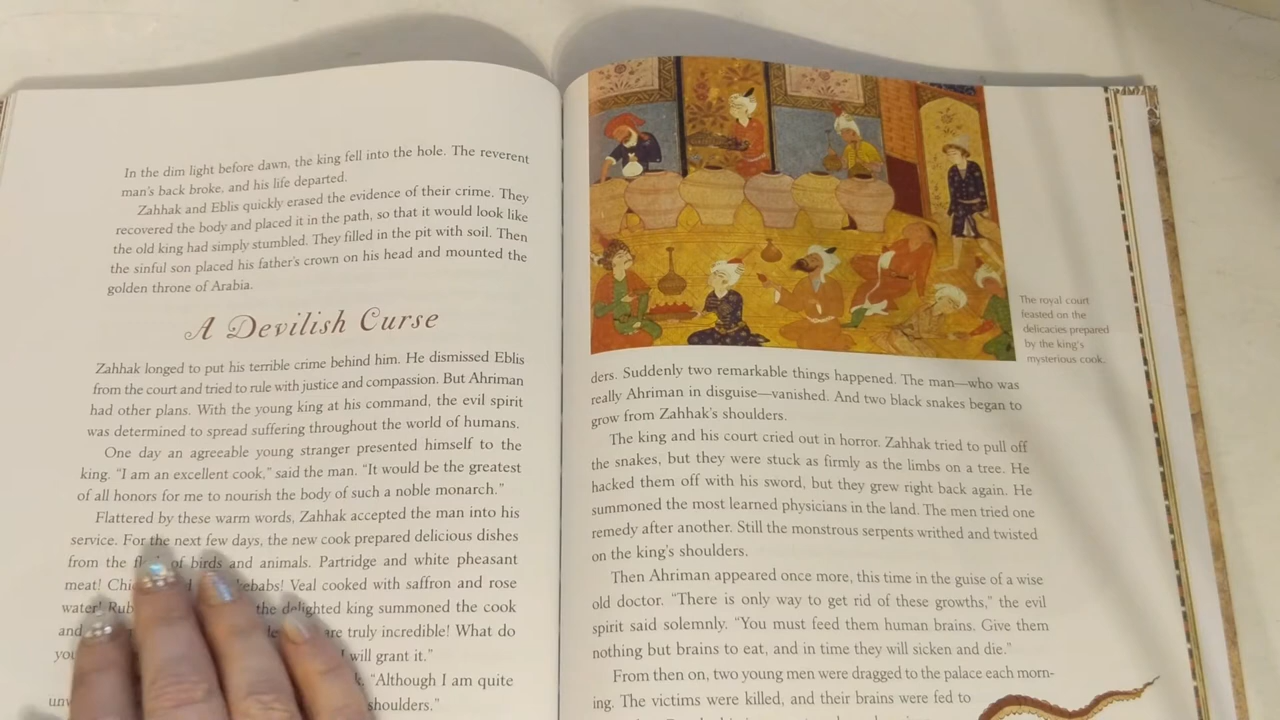 In the dim light before dawn, the king fell into the hole. The reverent
man's back broke, and his life departed.
Zahhak and Eblis quickly erased the evidence of their crime. They
recovered the body and placed it in the path, so that it would look like
the old king had simply stumbled. They filled in the pit with soil. Then
the sinful son placed his father's crown on his head and mounted the
golden throne of Arabia.
A Devilish Curse
Zahhak longed to put his terrible crime behind him. He dismissed Eblis
from the court and tried to rule with justice and compassion. But Ahriman
had other plans. With the young king at his command, the evil spirit
was determined to spread suffering throughout the world of humans.
One day an agreeable young stranger presented himself to the
king. "I am an excellent cook," said the man. "It would be the greatest
of all honors for me to nourish the body of such a noble monarch."
Flattered by these warm words, Zahhak accepted the man into his
service. For the next few days, the new cook prepared delicious dishes
from the of birds and animals. Partridge and white pheasant
meat! kebabs! Veal cooked with saffron and rose
water! the delighted king summoned the cook
and are truly incredible! What do
will grant it."
"Although I am quite
shoulders."
The royal court
feasted on the
delicacies prepared
by the king's
mysterious cook.
ders. Suddenly two remarkable things happened. The man—who was
really Ahriman in disguise—vanished. And two black snakes began to
grow from Zahhak's shoulders.
The king and his court cried out in horror. Zahhak tried to pull off
the snakes, but they were stuck as firmly as the limbs on a tree. He
hacked them off with his sword, but they grew right back again. He
summoned the most learned physicians in the land. The men tried one
remedy after another. Still the monstrous serpents writhed and twisted
on the king's shoulders.
Then Ahriman appeared once more, this time in the guise of a wise
old doctor. "There is only way to get rid of these growths," the evil
spirit said solemnly. "You must feed them human brains. Give them
nothing but brains to eat, and in time they will sicken and die."
From then on, two young men were dragged to the palace each morn-
ing. The victims were killed, and their brains were fed to